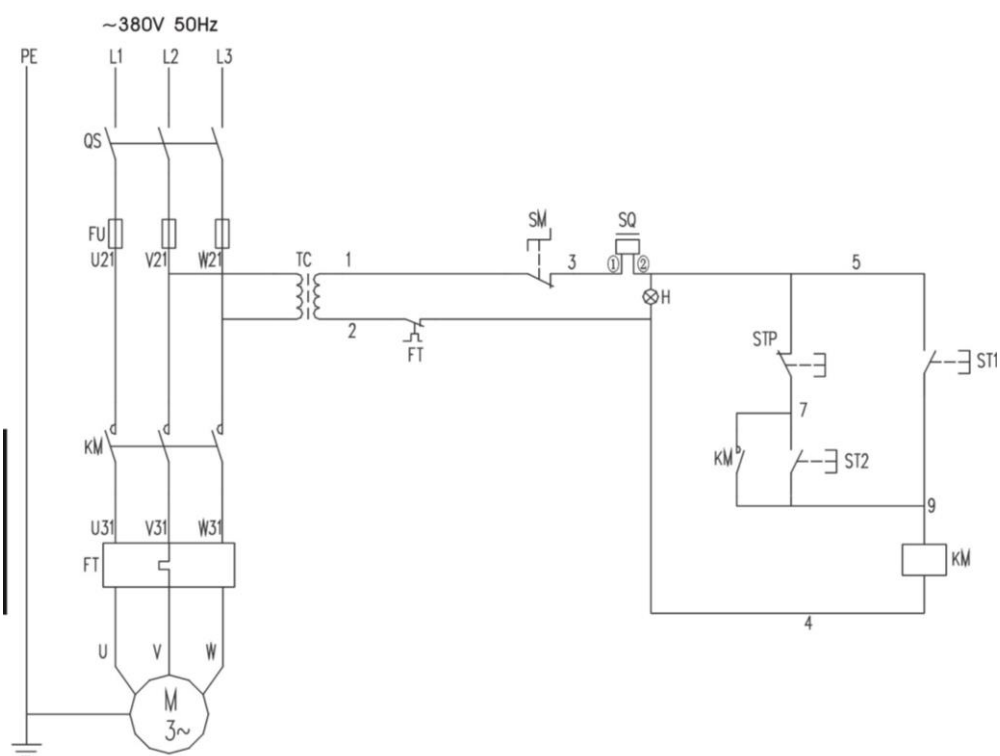 ~380V 50Hz
PE L1 L2 L3
QS
FU
U21 V21 W21
TC 1 SM 3 SQ ① ② 5
H
2 FT
STP ST1
7
KM KM ST2
9
U31 V31 W31
FT KM
4
U V W
M
3~